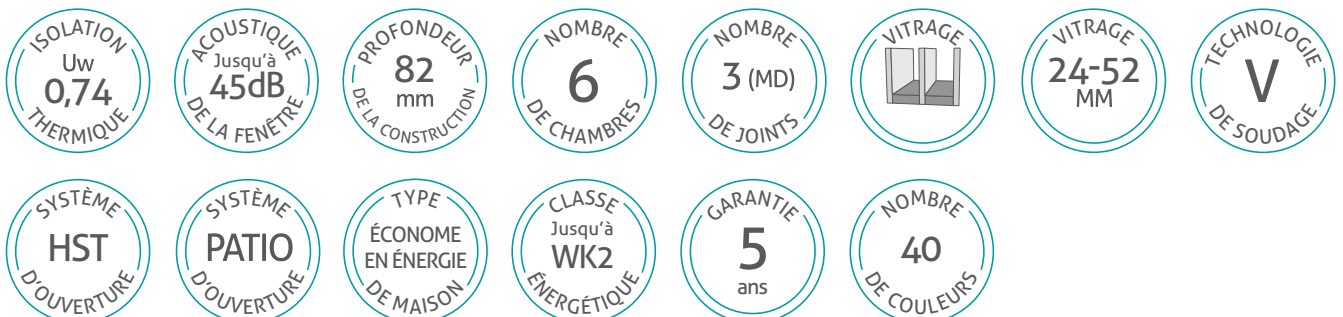 ISOLATION
Uw
0,74
THERMIQUE
ACOUSTIQUE
Jusqu'à
45dB
DE LA FENÊTRE
PROFONDEUR
82
mm
DE LA CONSTRUCTION
NOMBRE
6
DE CHAMBRES
NOMBRE
3 (MD)
DE JOINTS
VITRAGE
VITRAGE
24-52
MM
TECHNOLOGIE
V
DE SOUDAGE
SYSTÈME
HST
D'OUVERTURE
SYSTÈME
PATIO
D'OUVERTURE
TYPE
ÉCONOME
EN ÉNERGIE
DE MAISON
CLASSE
Jusqu'à
WK2
ÉNERGÉTIQUE
GARANTIE
5
ans
NOMBRE
40
DE COULEURS